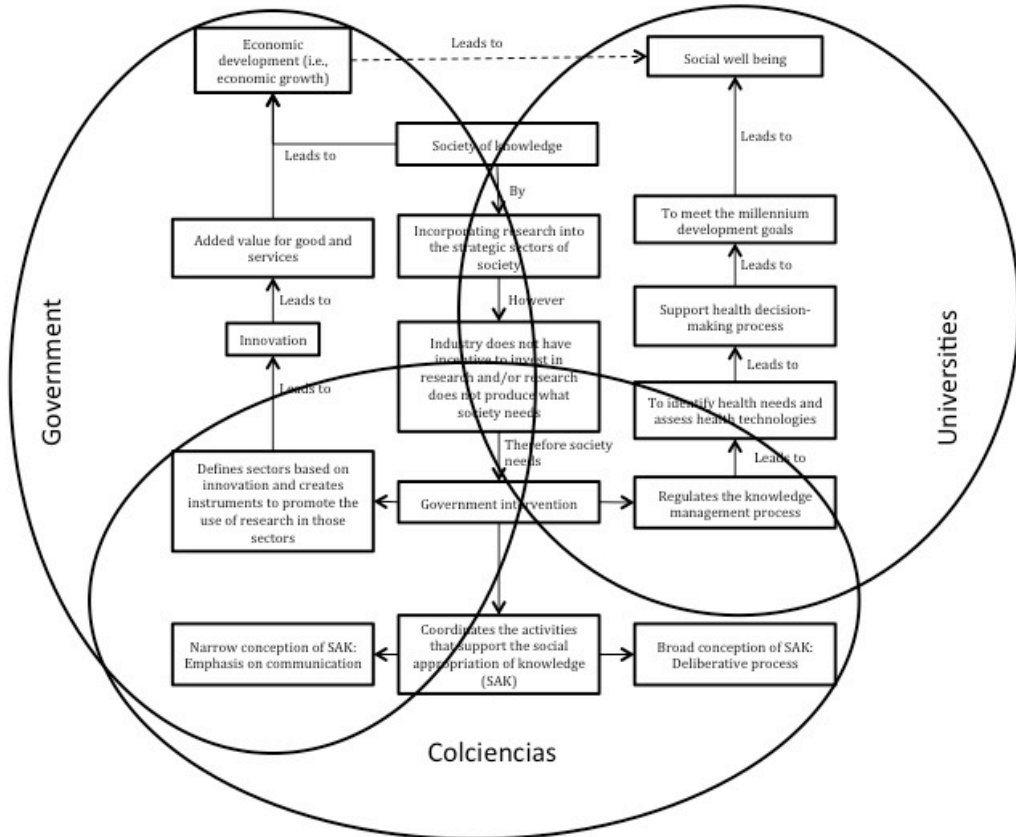 Economic
development (i.e.,
economic growth)
Leads to
Social well being
Leads to
Society of knowledge
Leads to
By
Added value for good and
services
Incorporating research into
the strategic sectors of
society
To meet the millennium
development goals
Leads to
However
Leads to
Innovation
Support health decision-
making process
Industry does not have
incentive to invest in
research and/or research
does not produce what
society needs
Leads to
Leads to
To identify health needs and
assess health technologies
Therefore society
needs
Leads to
Defines sectors based on
innovation and creates
instruments to promote the
use of research in those
sectors
Government intervention
Regulates the knowledge
management process
Narrow conception of SAK:
Emphasis on communication
Coordinates the activities
that support the social
appropriation of knowledge
(SAK)
Broad conception of SAK:
Deliberative process
Government
Universities
Colciencias